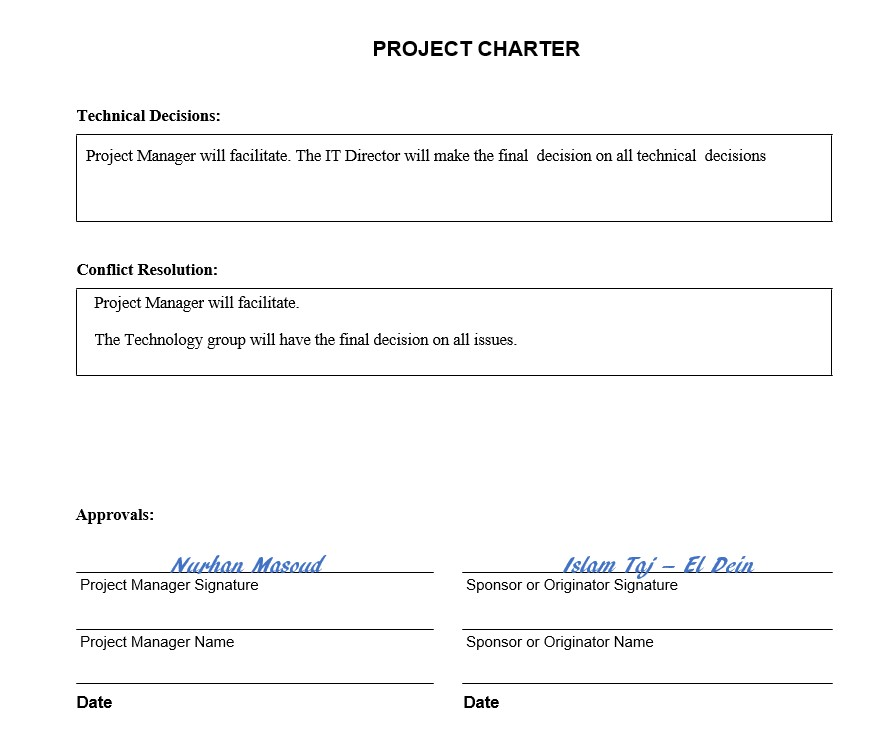 PROJECT CHARTER
Technical Decisions:
Project Manager will facilitate. The IT Director will make the final decision on all technical decisions
Conflict Resolution:
Project Manager will facilitate.
The Technology group will have the final decision on all issues.
Approvals:
Nurhan Masoud Islam Taj – El Dein
Project Manager Signature Sponsor or Originator Signature
Project Manager Name Sponsor or Originator Name
Date Date